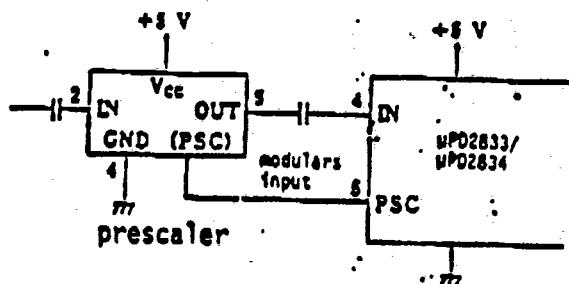 +5 V
+5 V
VCC
2
IN
OUT
5
4
IN
GND
(PSC)
4
µPD2833/
µPD2834
modulars
input
6
PSC
prescaler